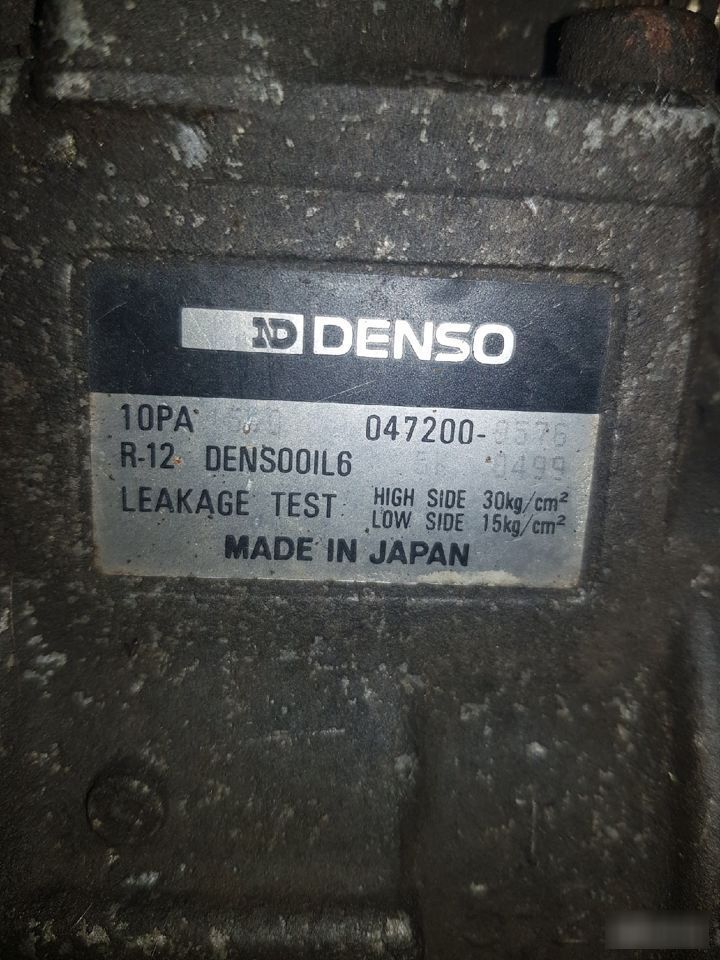 ND DENSO
10PA
047200-
R-12 DENSOOIL6 0499
LEAKAGE TEST HIGH SIDE 30kg/cm²
LOW SIDE 15kg/cm²
MADE IN JAPAN